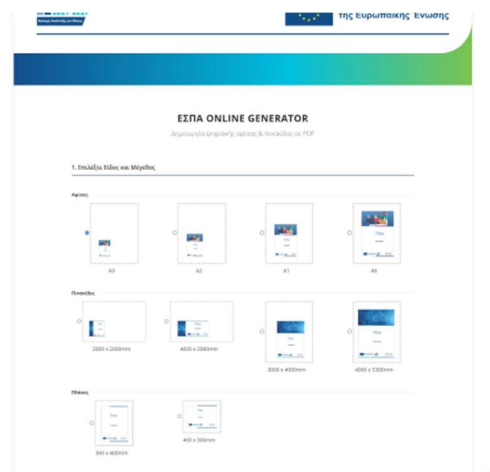 της Ευρωπαϊκής Ένωσης
ΕΣΠΑ ONLINE GENERATOR
Δημιουργία ψηφιακής αφίσας & πινακίδας σε PDF
1. Επιλέξτε Είδος και Μέγεθος
Αφίσες
A3
A2
A1
A0
Πινακίδες
2000 x 2000mm
4000 x 2000mm
3000 x 4000mm
4000 x 5300mm
Πλάκες
300 x 400mm
400 x 300mm